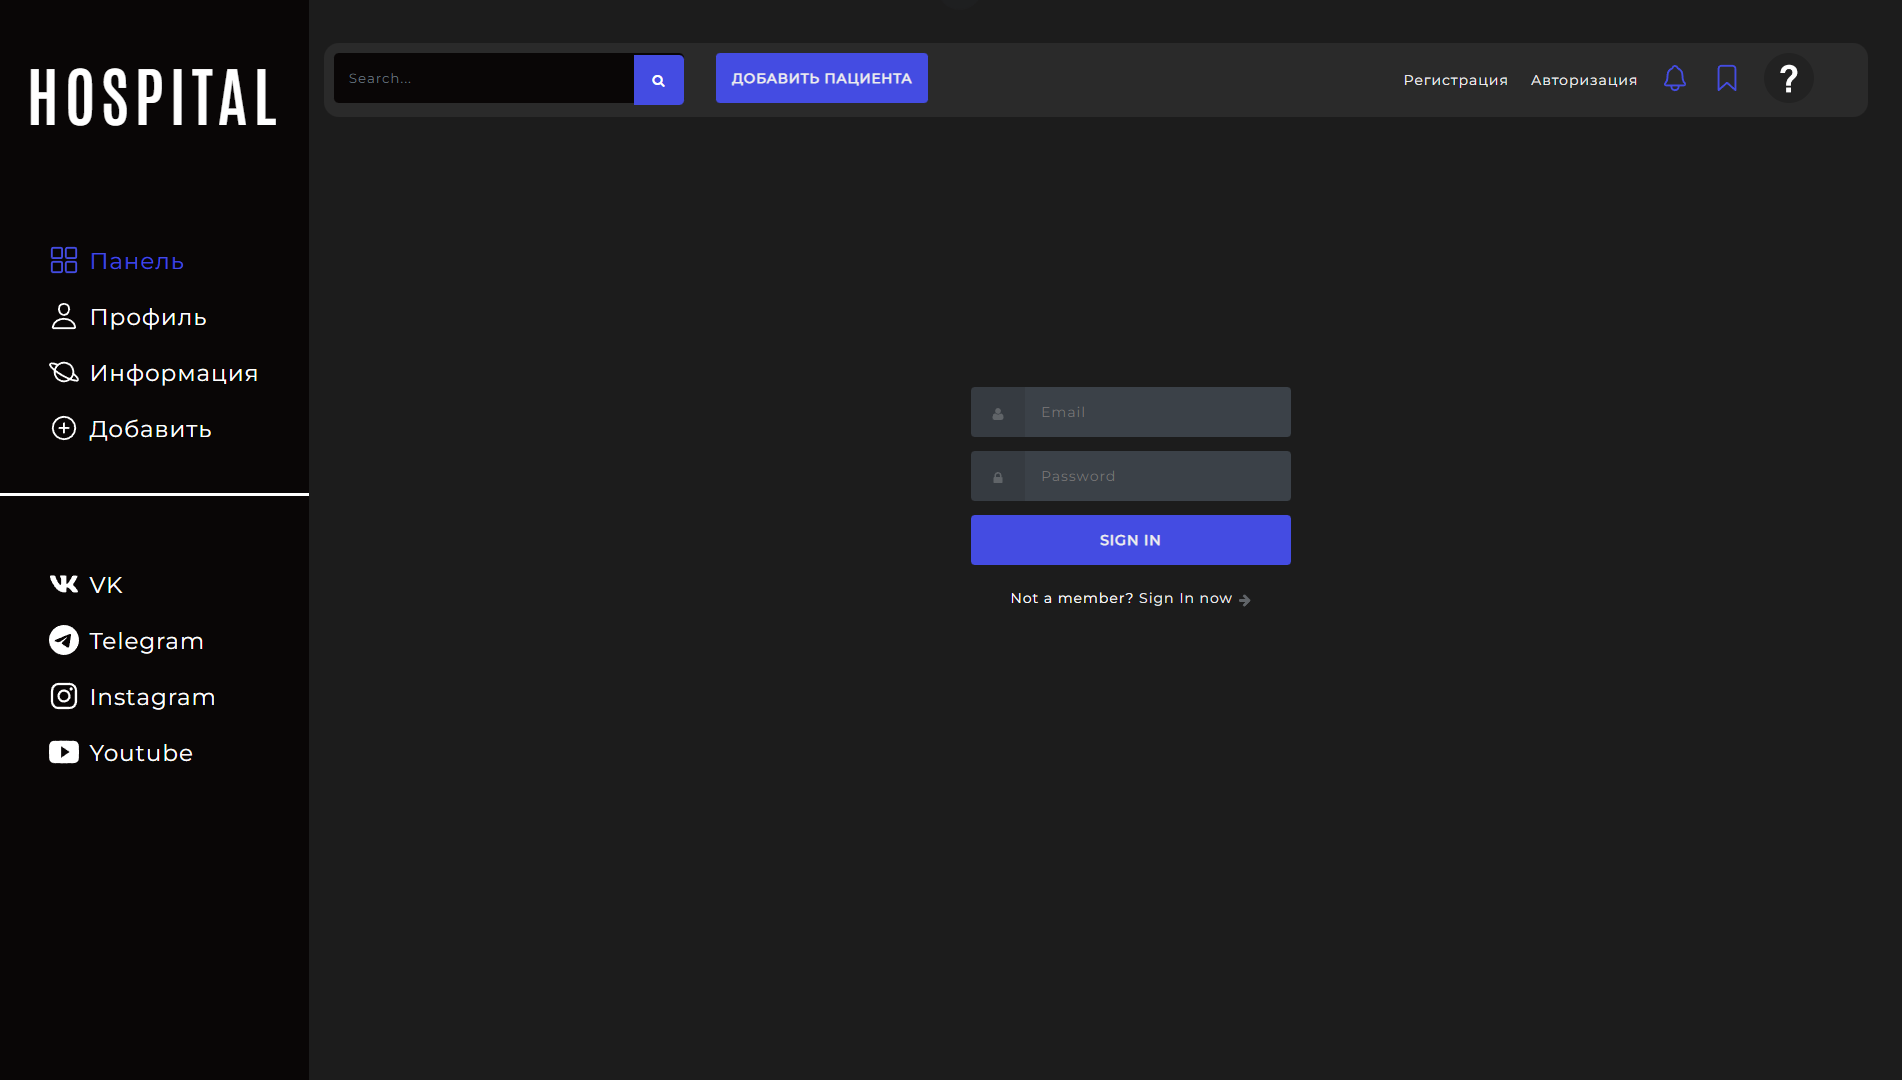 HOSPITAL
Search...
ДОБАВИТЬ ПАЦИЕНТА
Регистрация
Авторизация
?
Панель
Профиль
Информация
Добавить
VK
Telegram
Instagram
Youtube
Email
Password
SIGN IN
Not a member? Sign In now